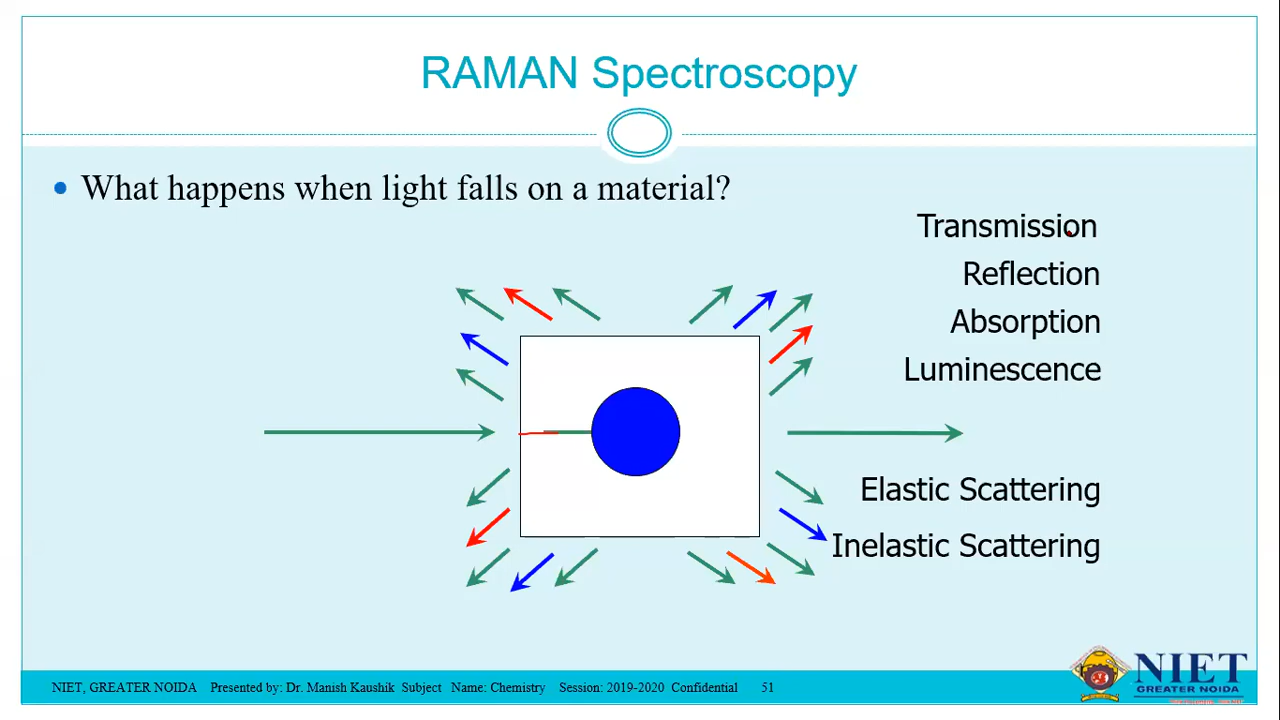 RAMAN Spectroscopy
What happens when light falls on a material?
Transmission
Reflection
Absorption
Luminescence
Elastic Scattering
Inelastic Scattering
NIET, GREATER NOIDA Presented by: Dr. Manish Kaushik Subject Name: Chemistry Session: 2019-2020 Confidential 51
NIET
GREATER NOIDA